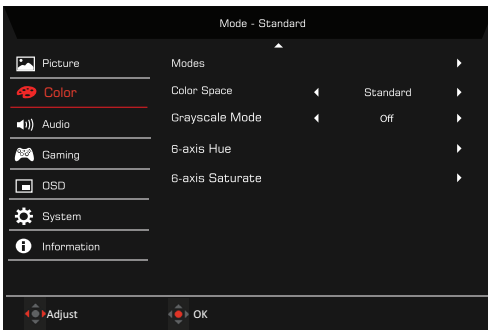 Mode - Standard
Picture
Color
Audio
Gaming
OSD
System
Information
Modes
Color Space Standard
Grayscale Mode Off
6-axis Hue
6-axis Saturate
Adjust OK